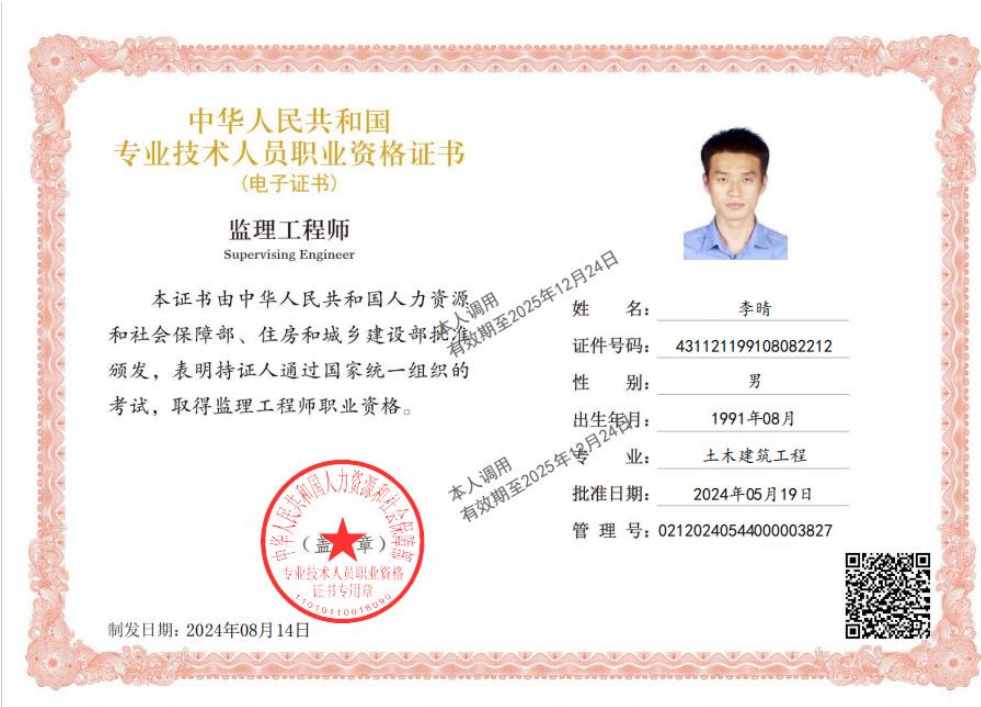 中华人民共和国
专业技术人员职业资格证书
(电子证书)
监理工程师
Supervising Engineer
本证书由中华人民共和国人力资源
和社会保障部、住房和城乡建设部批准
颁发，表明持证人通过国家统一组织的
考试，取得监理工程师职业资格。
本人调用
有效期至2025年12月24日
姓 名：李晴
证件号码：431121199108082212
性 别：男
出生年月：1991年08月
专 业：土木建筑工程
批准日期：2024年05月19日
管 理 号：02120240544000003827
本人调用
有效期至2025年12月24日
中华人民共和国人力资源和社会保障部
(盖章)
专业技术人员职业资格
证书专用章
11010110016090
制发日期：2024年08月14日